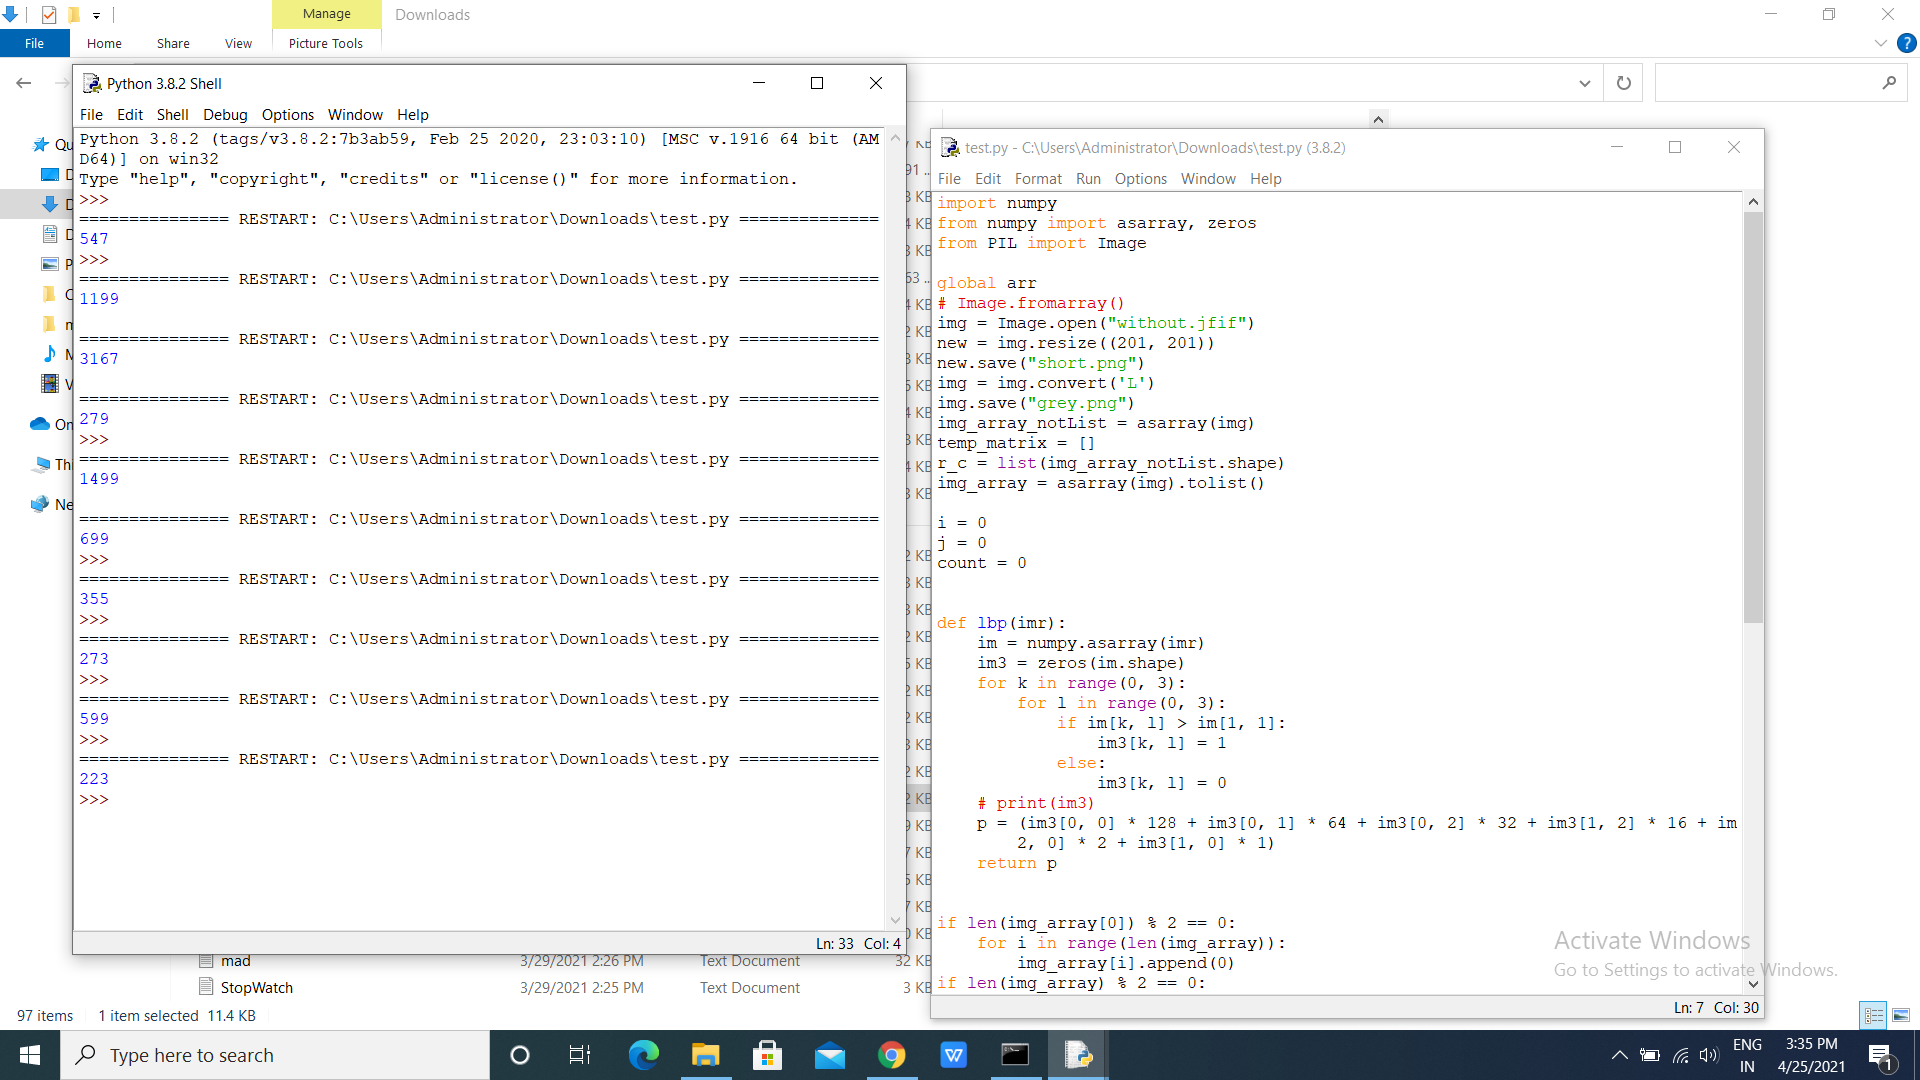 Manage
Downloads
File
Home
Share
View
Picture Tools
Python 3.8.2 Shell
File Edit Shell Debug Options Window Help
Python 3.8.2 (tags/v3.8.2:7b3ab59, Feb 25 2020, 23:03:10) [MSC v.1916 64 bit (AM
D64)] on win32
Type "help", "copyright", "credits" or "license()" for more information.
>>>
=============== RESTART: C:\Users\Administrator\Downloads\test.py ==============
547
>>>
=============== RESTART: C:\Users\Administrator\Downloads\test.py ==============
1199
=============== RESTART: C:\Users\Administrator\Downloads\test.py ==============
3167
=============== RESTART: C:\Users\Administrator\Downloads\test.py ==============
279
>>>
=============== RESTART: C:\Users\Administrator\Downloads\test.py ==============
1499
=============== RESTART: C:\Users\Administrator\Downloads\test.py ==============
699
>>>
=============== RESTART: C:\Users\Administrator\Downloads\test.py ==============
355
>>>
=============== RESTART: C:\Users\Administrator\Downloads\test.py ==============
273
>>>
=============== RESTART: C:\Users\Administrator\Downloads\test.py ==============
599
>>>
=============== RESTART: C:\Users\Administrator\Downloads\test.py ==============
223
>>>
Ln: 33 Col: 4
test.py - C:\Users\Administrator\Downloads\test.py (3.8.2)
File Edit Format Run Options Window Help
import numpy
from numpy import asarray, zeros
from PIL import Image
global arr
# Image.fromarray()
img = Image.open("without.jfif")
new = img.resize((201, 201))
new.save("short.png")
img = img.convert('L')
img.save("grey.png")
img_array_notList = asarray(img)
temp_matrix = []
r_c = list(img_array_notList.shape)
img_array = asarray(img).tolist()
i = 0
j = 0
count = 0
def lbp(imr):
    im = numpy.asarray(imr)
    im3 = zeros(im.shape)
    for k in range(0, 3):
        for l in range(0, 3):
            if im[k, l] > im[1, 1]:
                im3[k, l] = 1
            else:
                im3[k, l] = 0
    # print(im3)
    p = (im3[0, 0] * 128 + im3[0, 1] * 64 + im3[0, 2] * 32 + im3[1, 2] * 16 + im
        2, 0] * 2 + im3[1, 0] * 1)
    return p
if len(img_array[0]) % 2 == 0:
    for i in range(len(img_array)):
        img_array[i].append(0)
if len(img_array) % 2 == 0:
Ln: 7 Col: 30
Activate Windows
Go to Settings to activate Windows.
mad 3/29/2021 2:26 PM Text Document 32 KB
StopWatch 3/29/2021 2:25 PM Text Document 3 KB
97 items 1 item selected 11.4 KB
Type here to search
ENG
IN
3:35 PM
4/25/2021
1